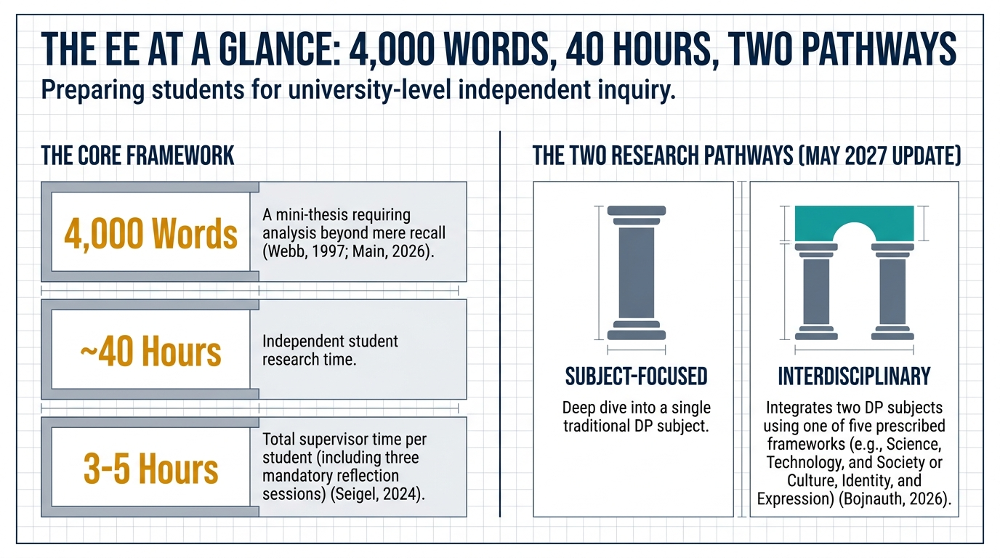 THE EE AT A GLANCE: 4,000 WORDS, 40 HOURS, TWO PATHWAYS
Preparing students for university-level independent inquiry.
THE CORE FRAMEWORK
4,000 Words
A mini-thesis requiring
analysis beyond mere recall
(Webb, 1997; Main, 2026).
~40 Hours
Independent student
research time.
3-5 Hours
Total supervisor time per
student (including three
mandatory reflection
sessions) (Seigel, 2024).
THE TWO RESEARCH PATHWAYS (MAY 2027 UPDATE)
SUBJECT-FOCUSED
Deep dive into a single
traditional DP subject.
INTERDISCIPLINARY
Integrates two DP subjects
using one of five prescribed
frameworks (e.g., Science,
Technology, and Society or
Culture, Identity, and
Expression) (Bojnauth, 2026).